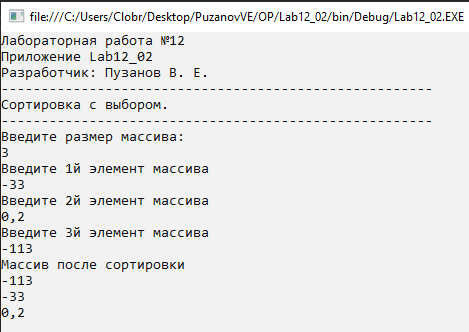 file:///C:/Users/Clobr/Desktop/PuzanovVE/OP/Lab12_02/bin/Debug/Lab12_02.EXE
Лабораторная работа №12
Приложение Lab12_02
Разработчик: Пузанов В. Е.
------------------------------------------------------
Сортировка с выбором.
------------------------------------------------------
Введите размер массива:
3
Введите 1й элемент массива
-33
Введите 2й элемент массива
0,2
Введите 3й элемент массива
-113
Массив после сортировки
-113
-33
0,2